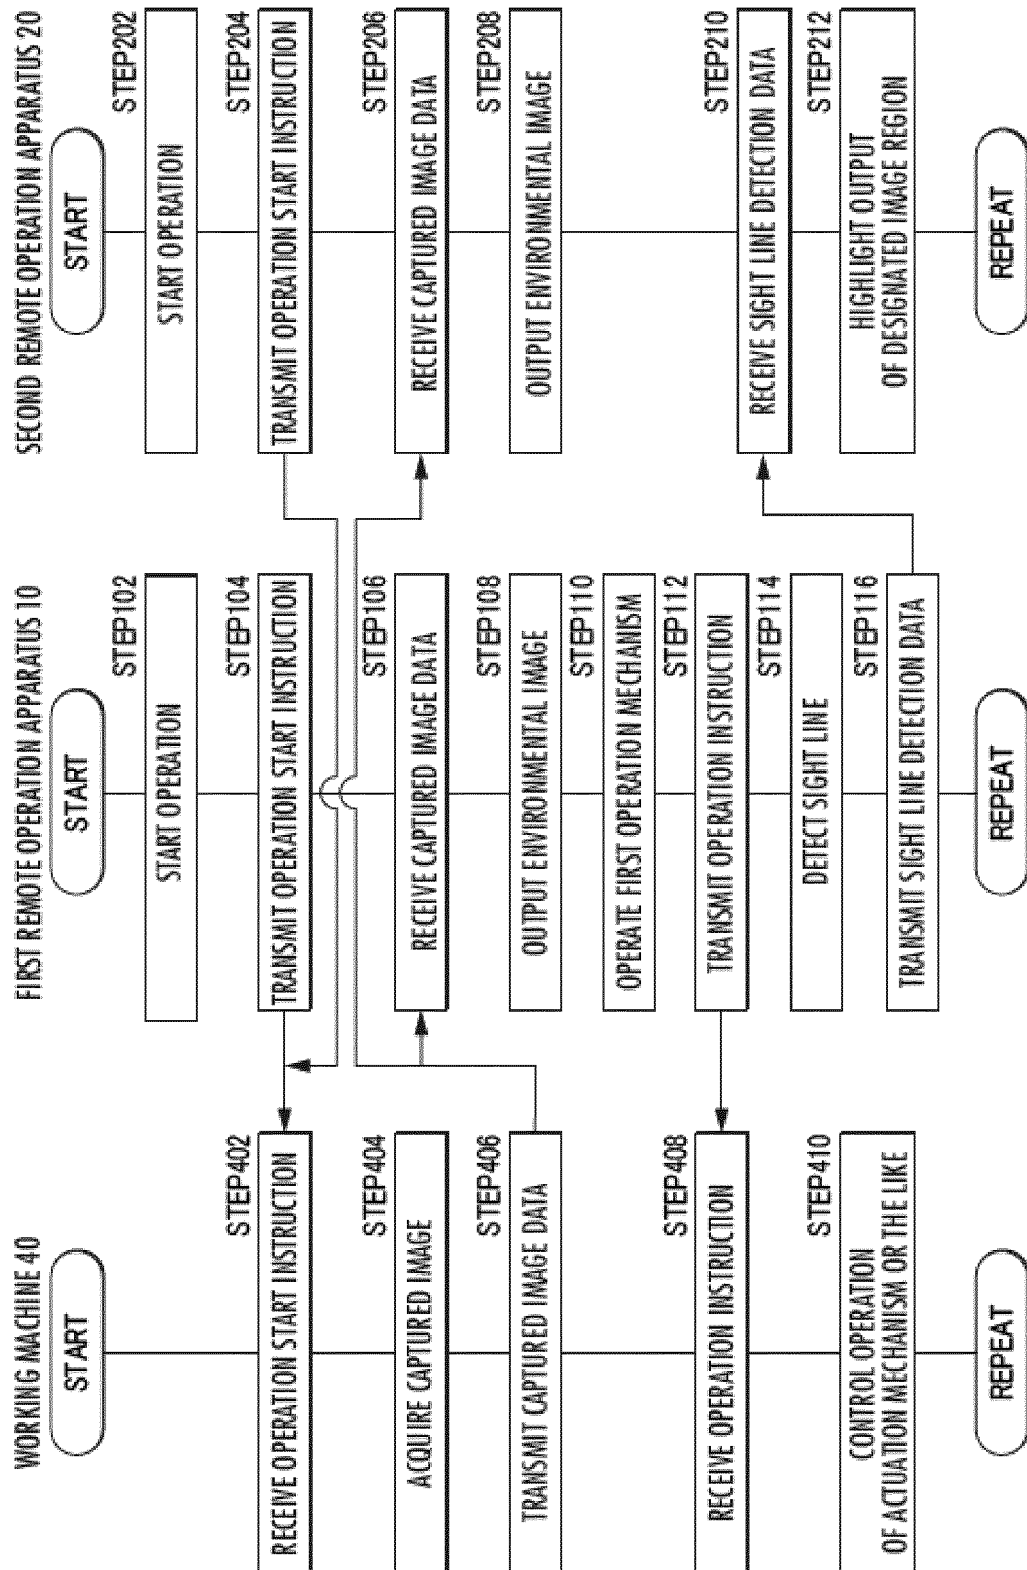 WORKING MACHINE 40
START
STEP402
RECEIVE OPERATION START INSTRUCTION
STEP404
ACQUIRE CAPTURED IMAGE
STEP406
TRANSMIT CAPTURED IMAGE DATA
STEP408
RECEIVE OPERATION INSTRUCTION
STEP410
CONTROL OPERATION
OF ACTUATION MECHANISM OR THE LIKE
REPEAT
FIRST REMOTE OPERATION APPARATUS 10
START
STEP102
START OPERATION
STEP104
TRANSMIT OPERATION START INSTRUCTION
STEP106
RECEIVE CAPTURED IMAGE DATA
STEP108
OUTPUT ENVIRONMENTAL IMAGE
STEP110
OPERATE FIRST OPERATION MECHANISM
STEP112
TRANSMIT OPERATION INSTRUCTION
STEP114
DETECT SIGHT LINE
STEP116
TRANSMIT SIGHT LINE DETECTION DATA
REPEAT
SECOND REMOTE OPERATION APPARATUS 20
START
STEP202
START OPERATION
STEP204
TRANSMIT OPERATION START INSTRUCTION
STEP206
RECEIVE CAPTURED IMAGE DATA
STEP208
OUTPUT ENVIRONMENTAL IMAGE
STEP210
RECEIVE SIGHT LINE DETECTION DATA
STEP212
HIGHLIGHT OUTPUT
OF DESIGNATED IMAGE REGION
REPEAT